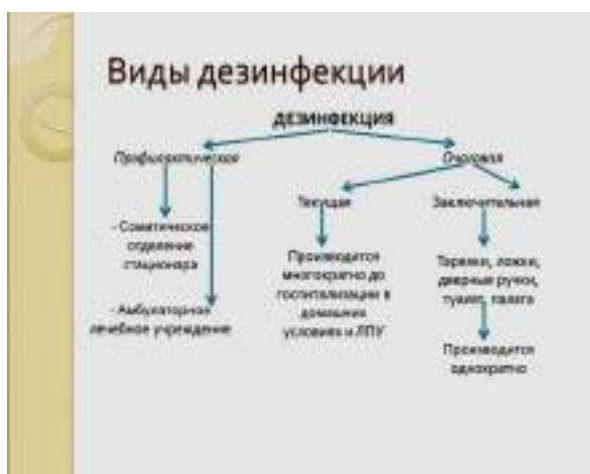 Виды дезинфекции
ДЕЗИНФЕКЦИЯ
Профилактическая
Очаговая
Текущая
Заключительная
- Соматическое
отделение
стационара
Производится
многократно до
госпитализации в
домашних
условиях и ЛПУ
Тарелки, ложки,
дверные ручки,
туалет, палата
- Амбулаторное
лечебное учреждение
Производится
однократно